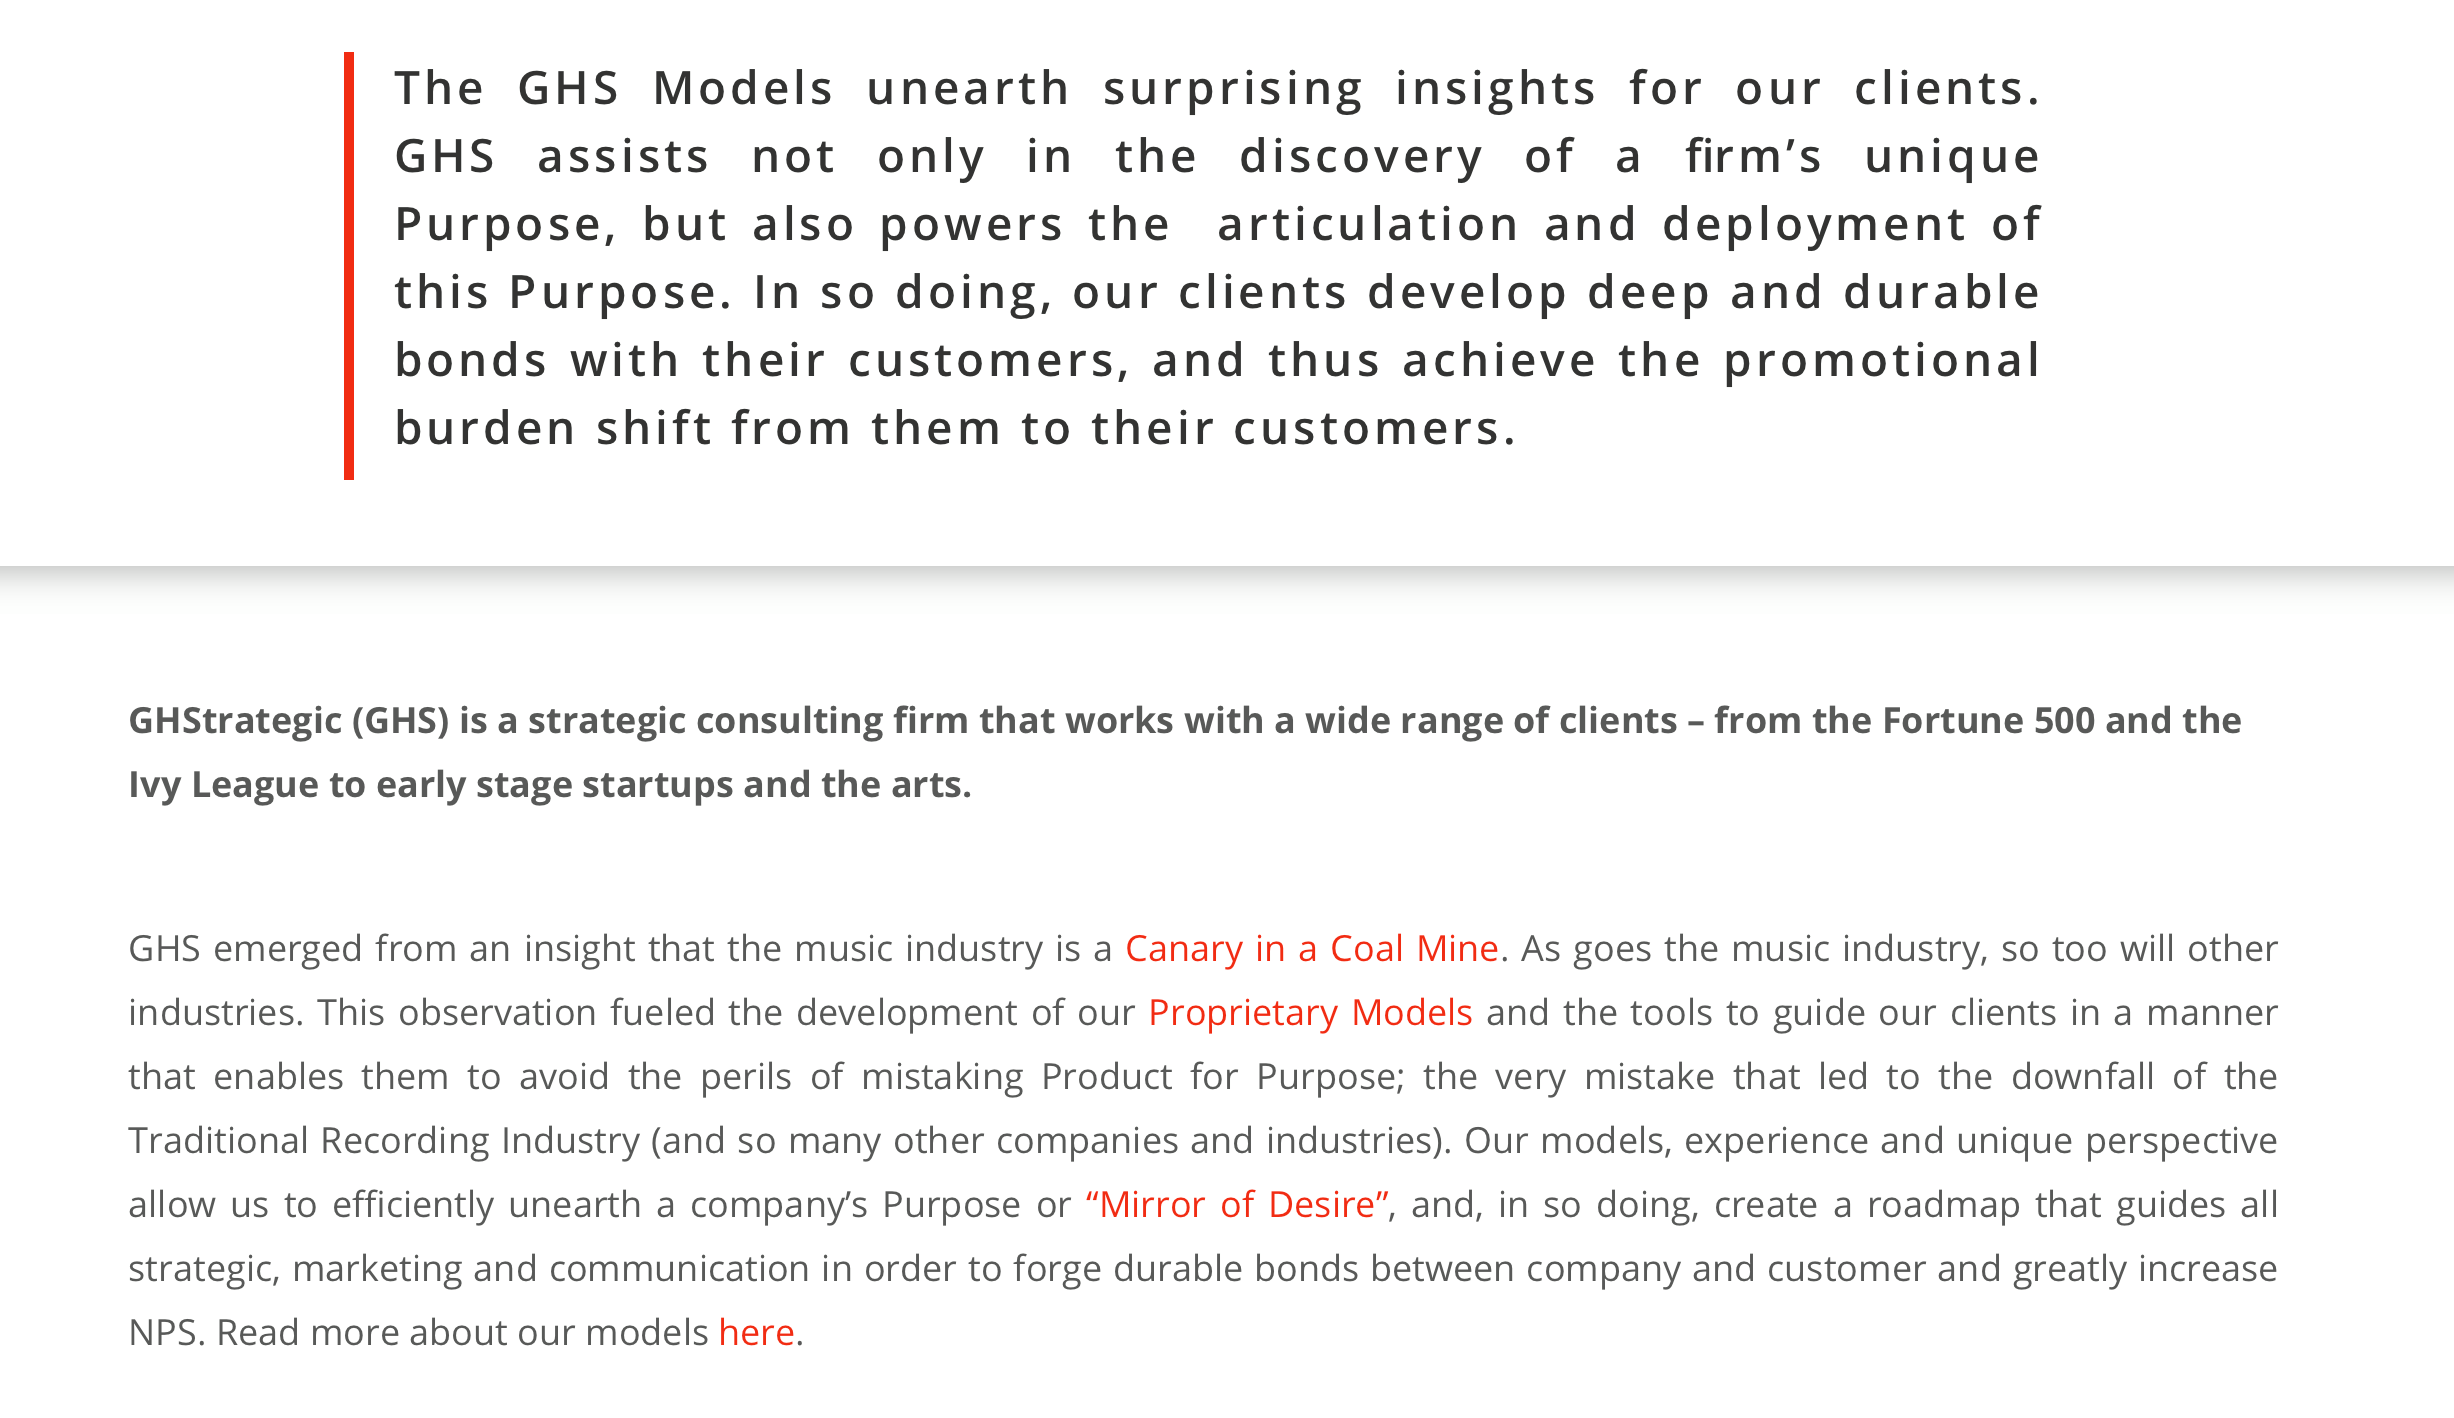 The GHS Models unearth surprising insights for our clients.
GHS assists not only in the discovery of a firm’s unique
Purpose, but also powers the  articulation and deployment of
this Purpose. In so doing, our clients develop deep and durable
bonds with their customers, and thus achieve the promotional
burden shift from them to their customers.
GHStrategic (GHS) is a strategic consulting firm that works with a wide range of clients – from the Fortune 500 and the
Ivy League to early stage startups and the arts.
GHS emerged from an insight that the music industry is a Canary in a Coal Mine. As goes the music industry, so too will other
industries. This observation fueled the development of our Proprietary Models and the tools to guide our clients in a manner
that enables them to avoid the perils of mistaking Product for Purpose; the very mistake that led to the downfall of the
Traditional Recording Industry (and so many other companies and industries). Our models, experience and unique perspective
allow us to efficiently unearth a company’s Purpose or “Mirror of Desire”, and, in so doing, create a roadmap that guides all
strategic, marketing and communication in order to forge durable bonds between company and customer and greatly increase
NPS. Read more about our models here.